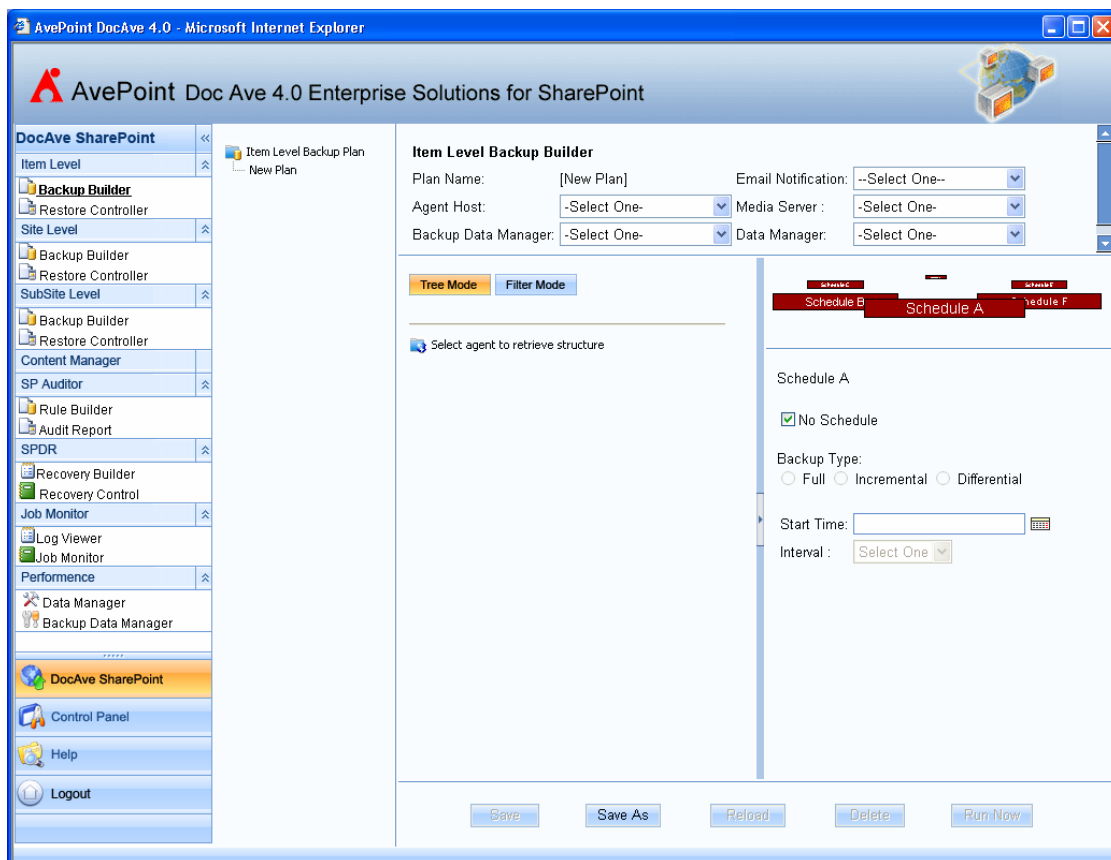 AvePoint DocAve 4.0 - Microsoft Internet Explorer
AvePoint Doc Ave 4.0 Enterprise Solutions for SharePoint
DocAve SharePoint
Item Level
Backup Builder
Restore Controller
Site Level
Backup Builder
Restore Controller
SubSite Level
Backup Builder
Restore Controller
Content Manager
SP Auditor
Rule Builder
Audit Report
SPDR
Recovery Builder
Recovery Control
Job Monitor
Log Viewer
Job Monitor
Performence
Data Manager
Backup Data Manager
DocAve SharePoint
Control Panel
Help
Logout
Item Level Backup Plan
New Plan
Item Level Backup Builder
Plan Name: [New Plan] Email Notification: --Select One--
Agent Host: -Select One- Media Server : -Select One-
Backup Data Manager: -Select One- Data Manager: -Select One-
Tree Mode Filter Mode
Select agent to retrieve structure
Schedule C Schedule E
Schedule B Schedule A hedule F
Schedule A
No Schedule
Backup Type:
Full Incremental Differential
Start Time:
Interval : Select One
Save Save As Reload Delete Run Now